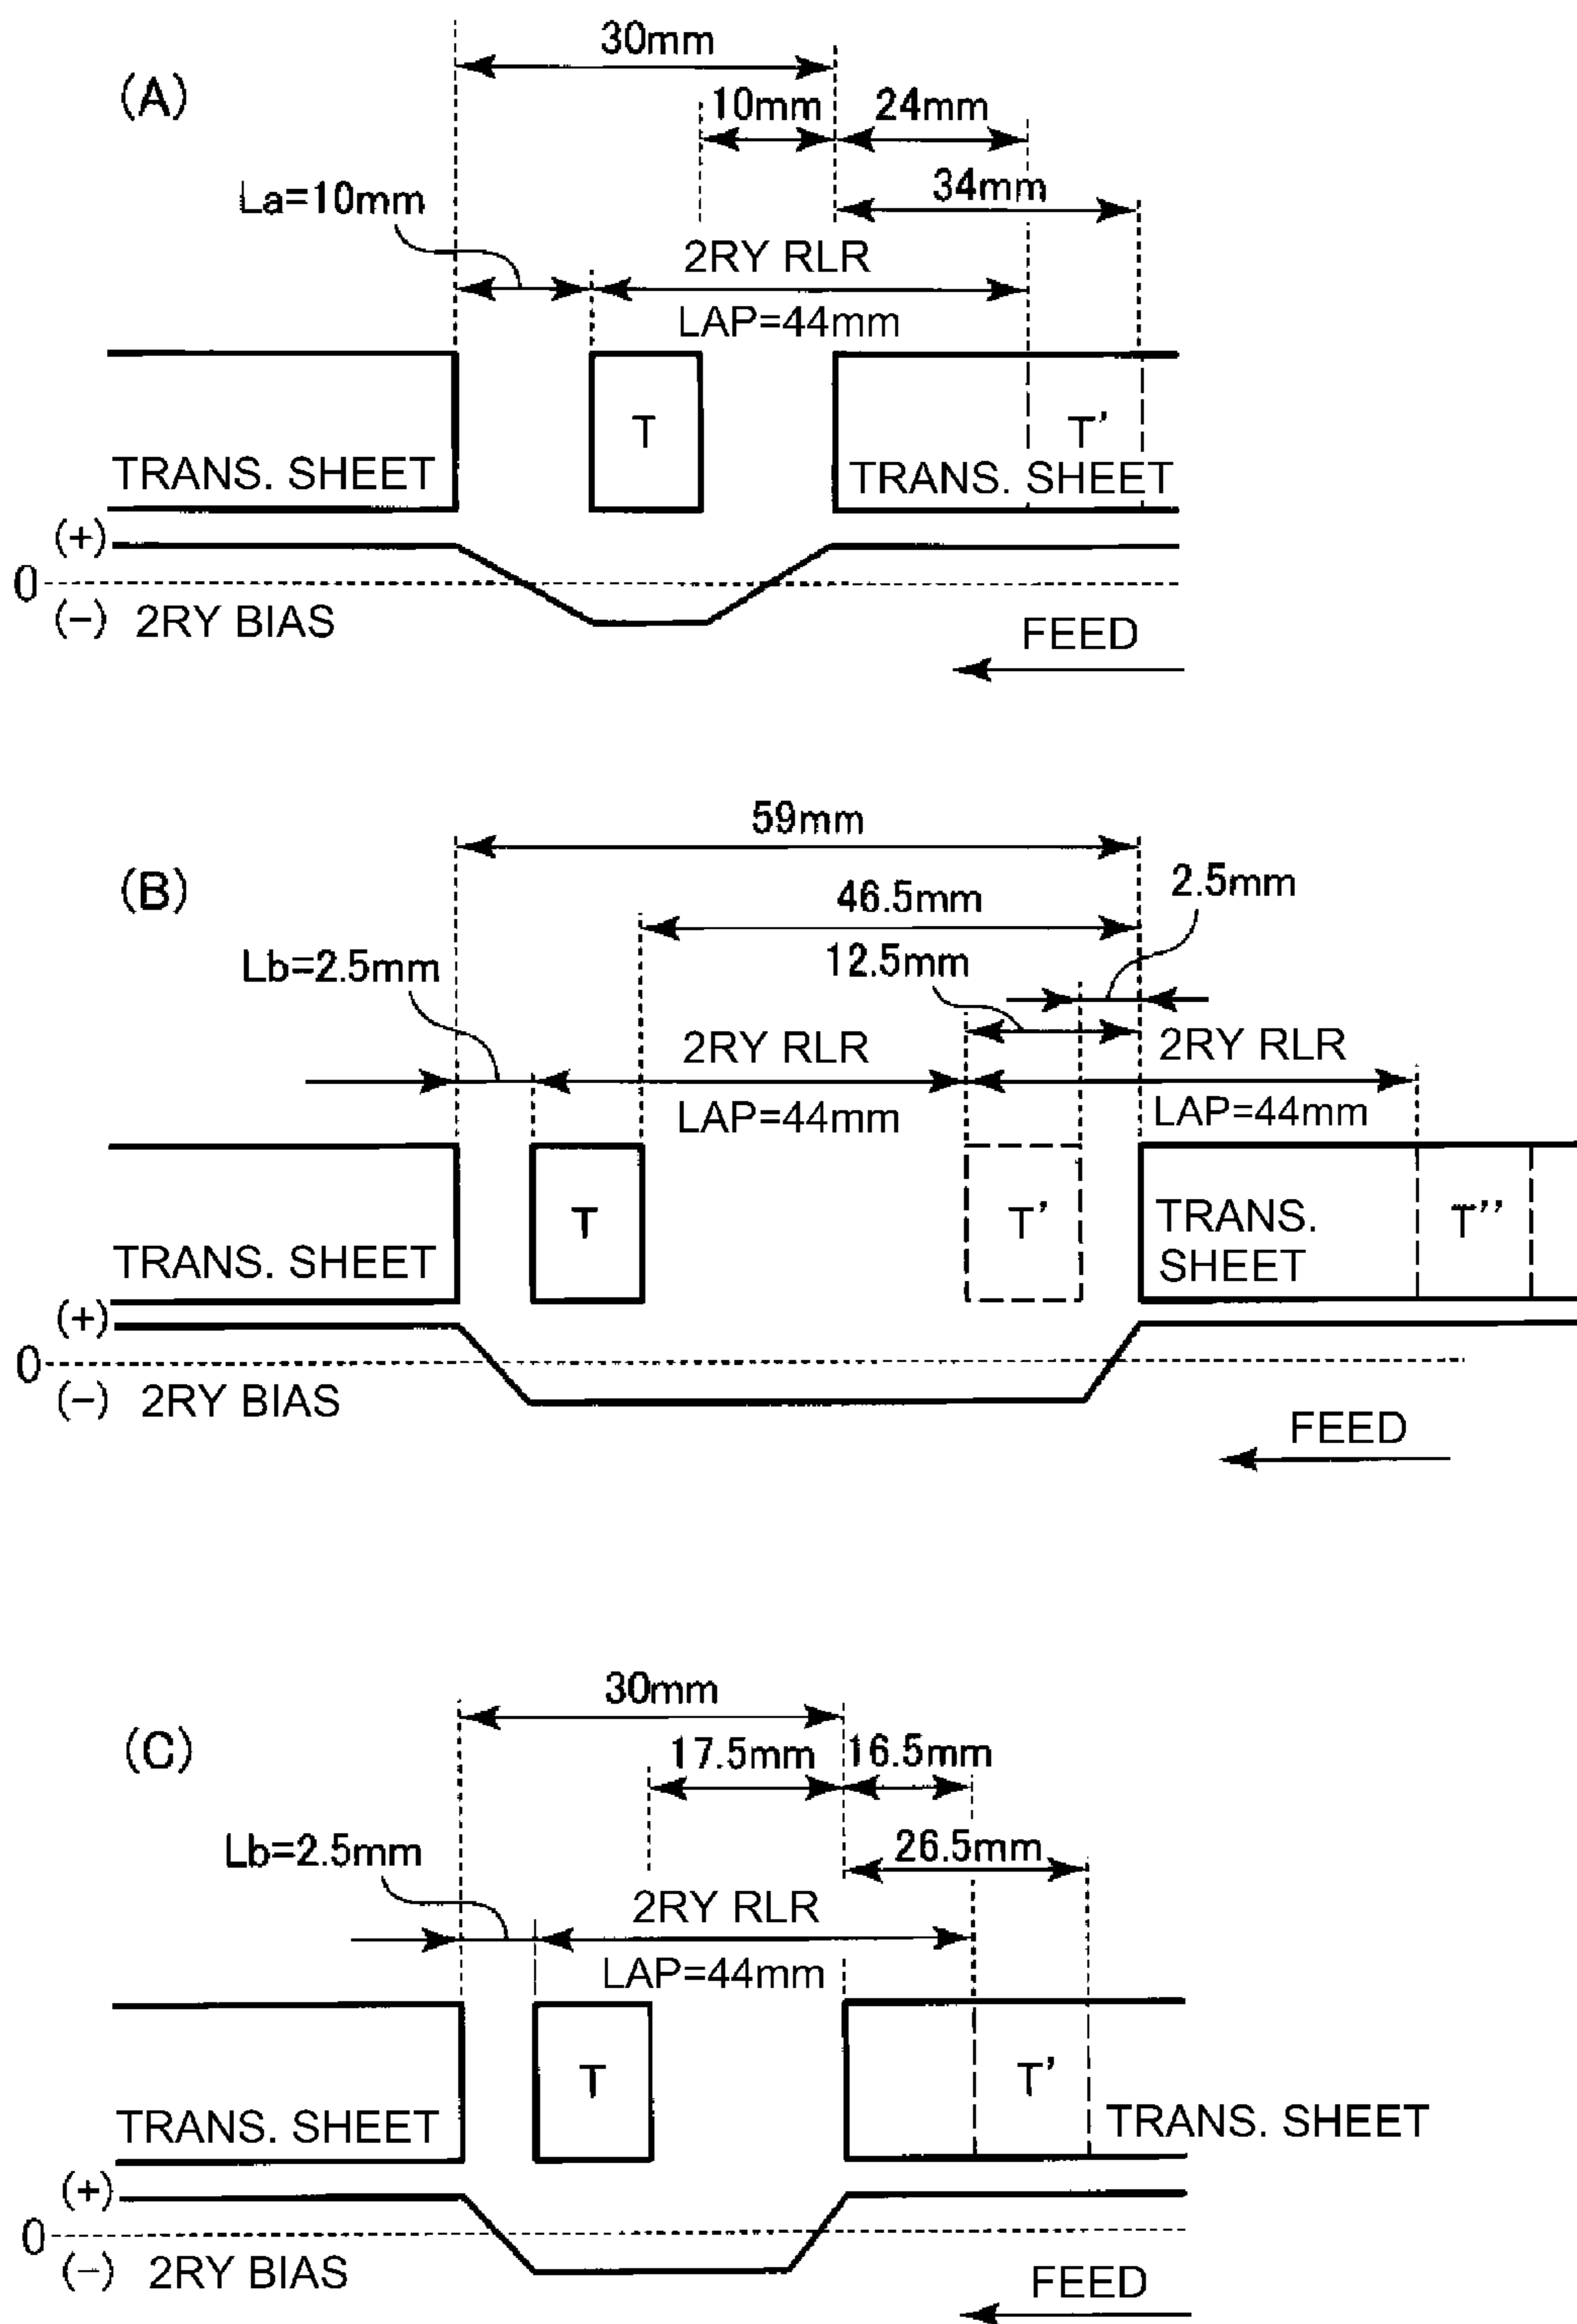 (A)
30mm
10mm
24mm
34mm
La=10mm
2RY RLR
LAP=44mm
T
T'
TRANS. SHEET
TRANS. SHEET
(+)
0
(−) 2RY BIAS
FEED
(B)
59mm
46.5mm
2.5mm
12.5mm
Lb=2.5mm
2RY RLR
2RY RLR
LAP=44mm
LAP=44mm
T
T'
TRANS.
SHEET
T''
TRANS. SHEET
(+)
0
(−) 2RY BIAS
FEED
(C)
30mm
17.5mm
16.5mm
26.5mm
Lb=2.5mm
2RY RLR
LAP=44mm
T
T'
TRANS. SHEET
TRANS. SHEET
(+)
0
(−) 2RY BIAS
FEED